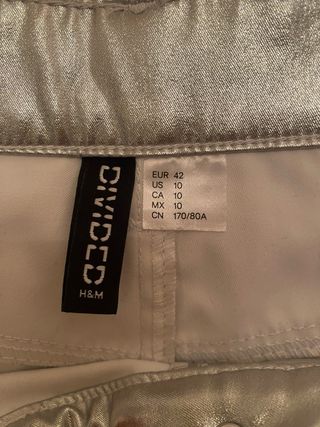 DIVIDED
H&M
EUR 42
US 10
CA 10
MX 10
CN 170/80A